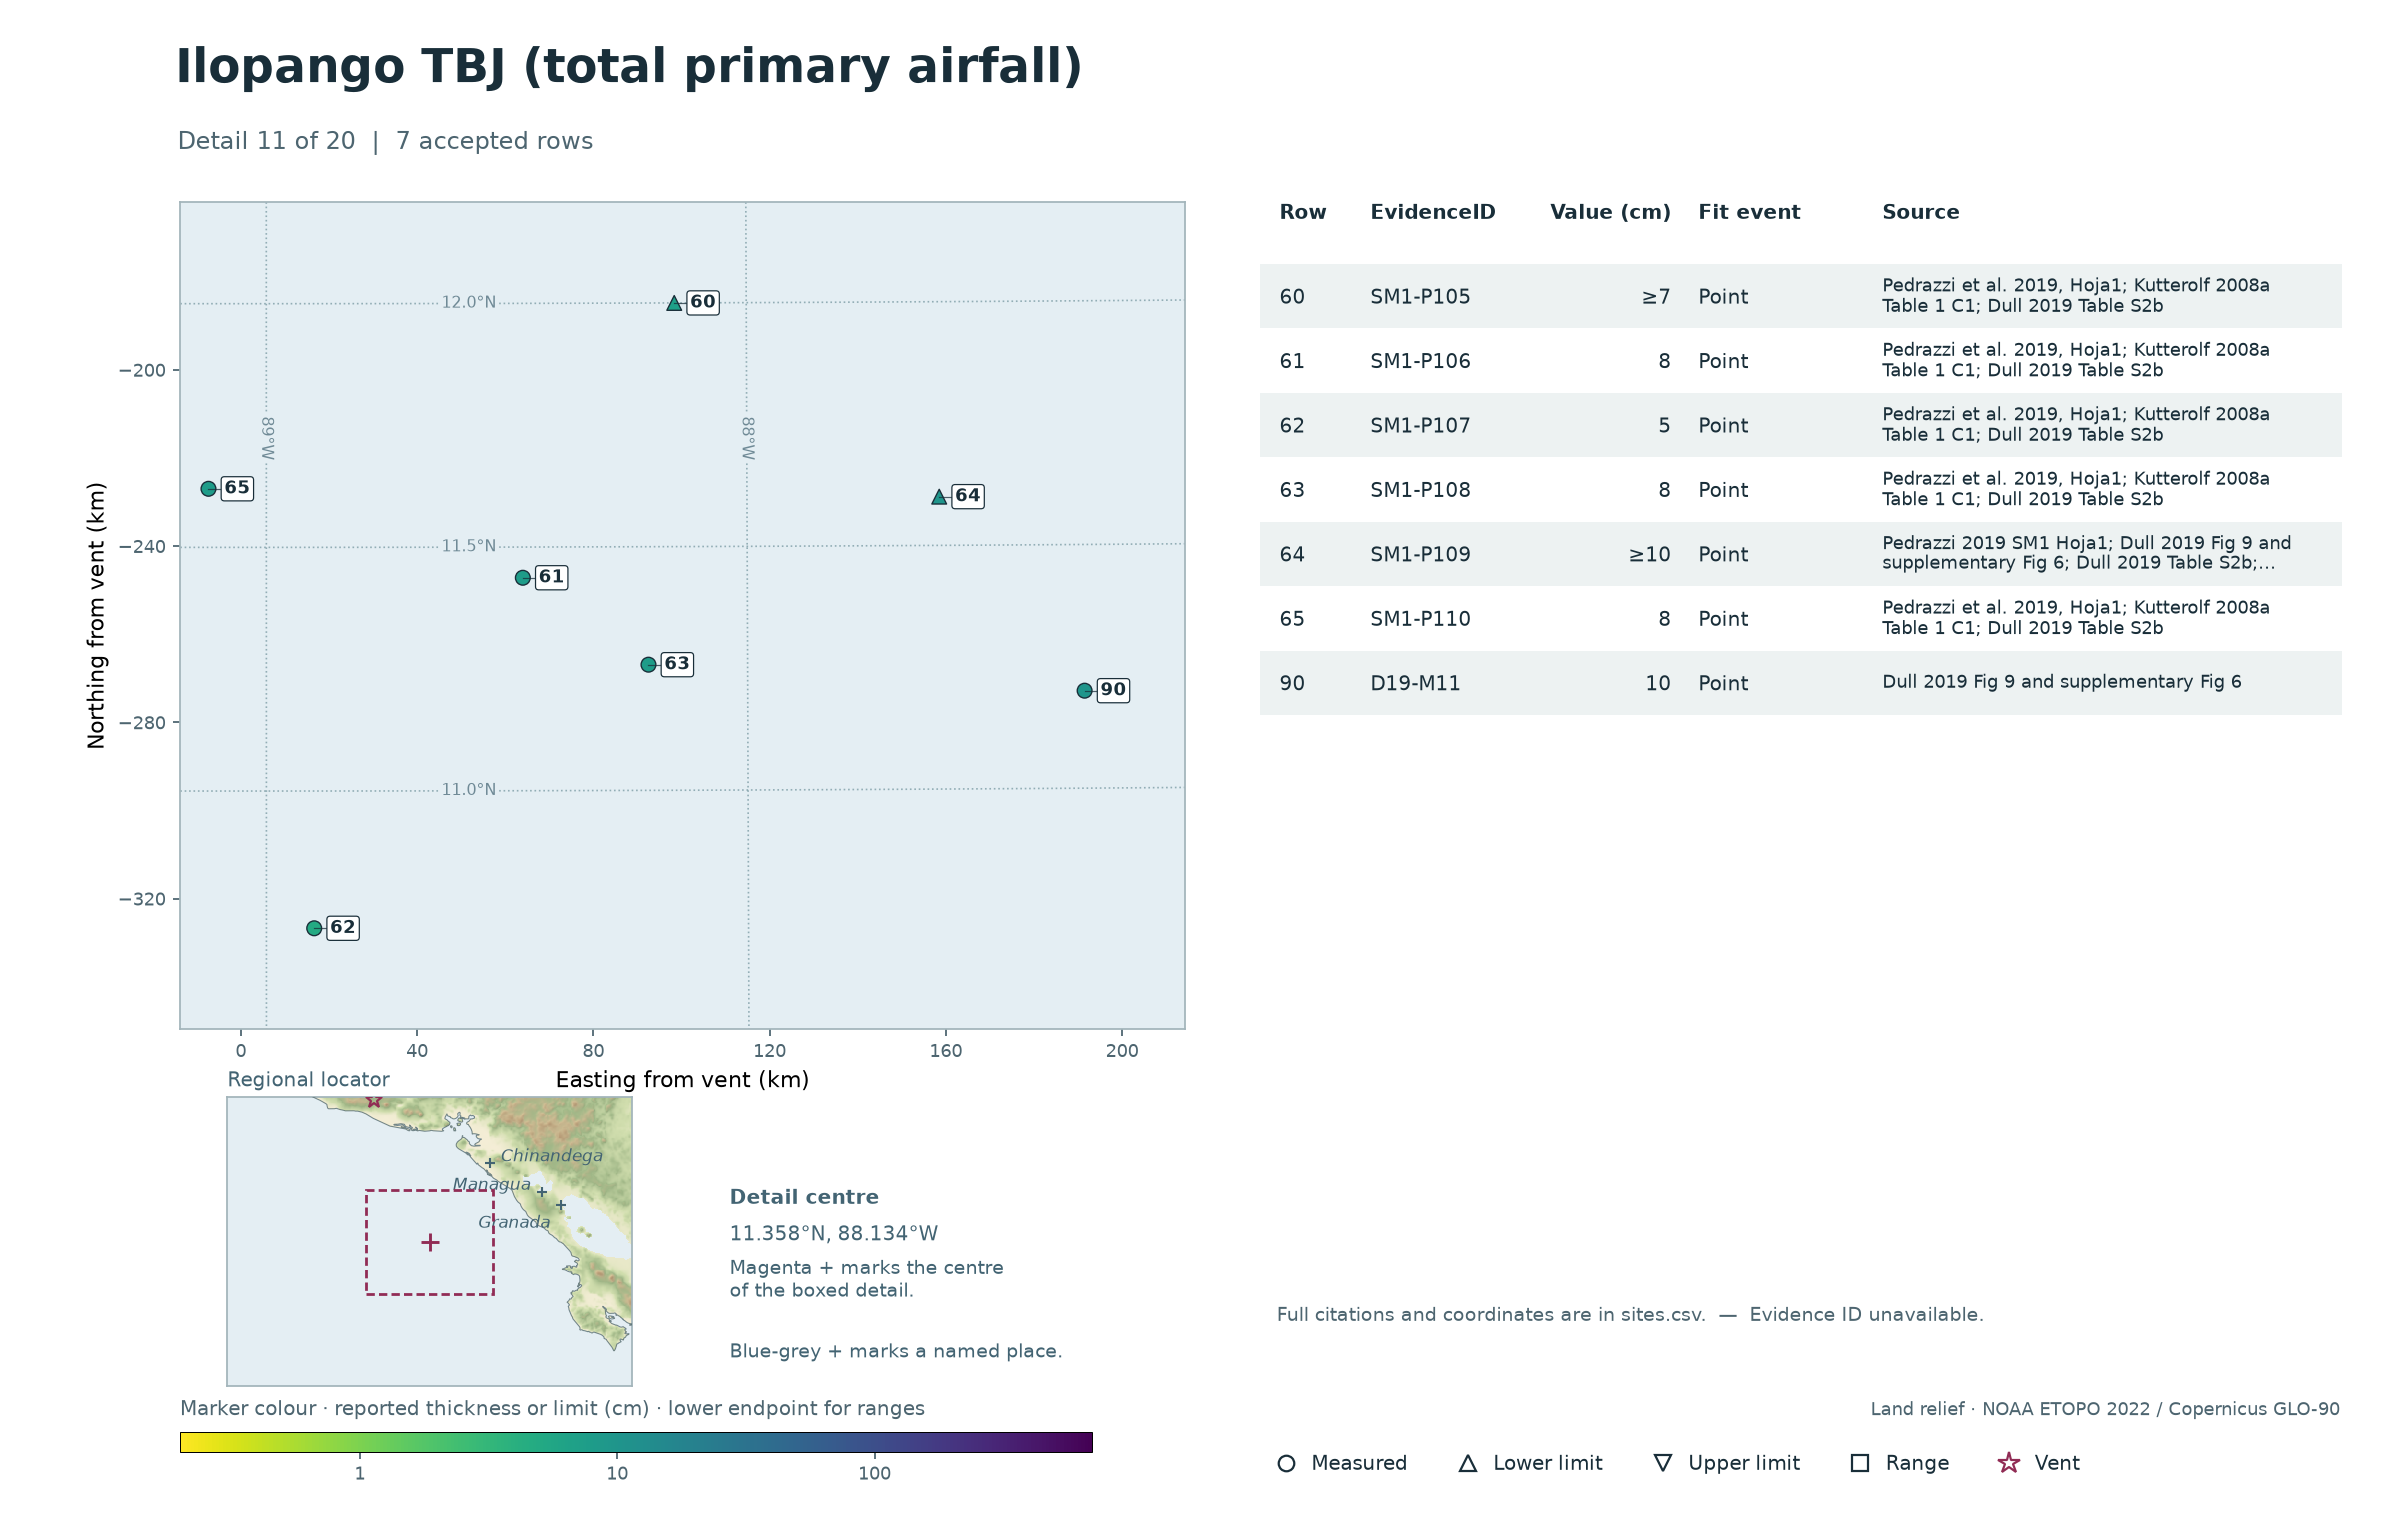 Ilopango TBJ (total primary airfall)
Detail 11 of 20 | 7 accepted rows
Row EvidenceID Value (cm) Fit event Source
60 SM1-P105 ≥7 Point Pedrazzi et al. 2019, Hoja1; Kutterolf 2008a
Table 1 C1; Dull 2019 Table S2b
61 SM1-P106 8 Point Pedrazzi et al. 2019, Hoja1; Kutterolf 2008a
Table 1 C1; Dull 2019 Table S2b
62 SM1-P107 5 Point Pedrazzi et al. 2019, Hoja1; Kutterolf 2008a
Table 1 C1; Dull 2019 Table S2b
63 SM1-P108 8 Point Pedrazzi et al. 2019, Hoja1; Kutterolf 2008a
Table 1 C1; Dull 2019 Table S2b
64 SM1-P109 ≥10 Point Pedrazzi 2019 SM1 Hoja1; Dull 2019 Fig 9 and
supplementary Fig 6; Dull 2019 Table S2b;...
65 SM1-P110 8 Point Pedrazzi et al. 2019, Hoja1; Kutterolf 2008a
Table 1 C1; Dull 2019 Table S2b
90 D19-M11 10 Point Dull 2019 Fig 9 and supplementary Fig 6
Northing from vent (km)
−200
−240
−280
−320
12.0°N
11.5°N
11.0°N
89°W
88°W
60
65
64
61
63
90
62
0 40 80 120 160 200
Easting from vent (km)
Regional locator
Chinandega
Managua
Granada
Detail centre
11.358°N, 88.134°W
Magenta + marks the centre
of the boxed detail.
Blue-grey + marks a named place.
Full citations and coordinates are in sites.csv. — Evidence ID unavailable.
Marker colour · reported thickness or limit (cm) · lower endpoint for ranges
1 10 100
Land relief · NOAA ETOPO 2022 / Copernicus GLO-90
Measured Lower limit Upper limit Range Vent